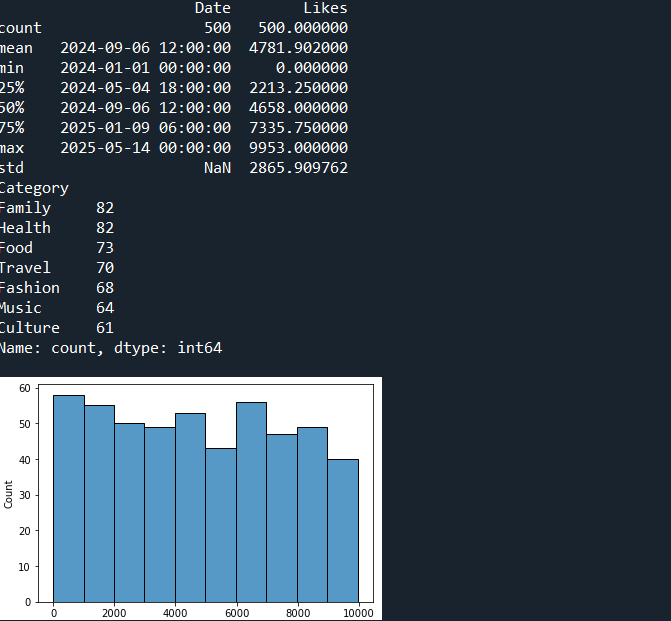 Date Likes
count 500 500.000000
mean 2024-09-06 12:00:00 4781.902000
min 2024-01-01 00:00:00 0.000000
25% 2024-05-04 18:00:00 2213.250000
50% 2024-09-06 12:00:00 4658.000000
75% 2025-01-09 06:00:00 7335.750000
max 2025-05-14 00:00:00 9953.000000
std NaN 2865.909762
Category
Family 82
Health 82
Food 73
Travel 70
Fashion 68
Music 64
Culture 61
Name: count, dtype: int64
60
50
40
30
20
10
0
Count
0 2000 4000 6000 8000 10000